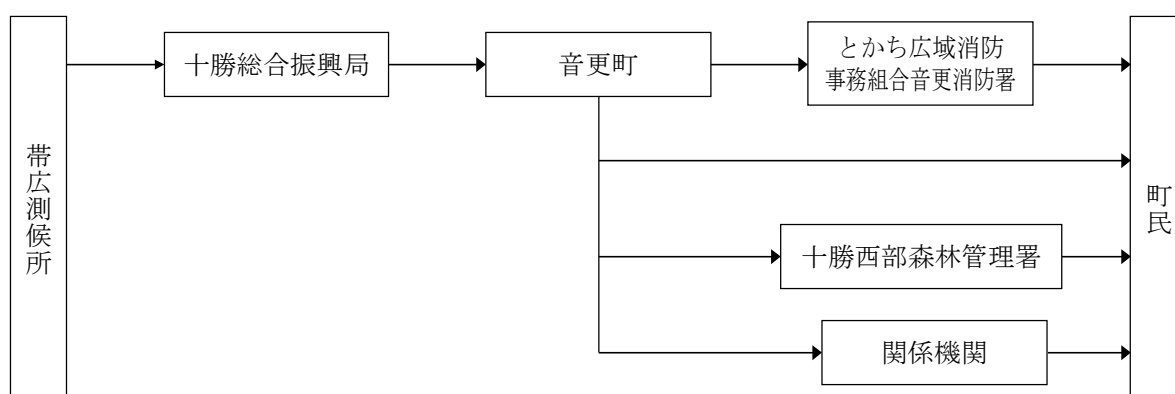 帯広測候所
十勝総合振興局
音更町
とかち広域消防
事務組合音更消防署
十勝西部森林管理署
関係機関
町民